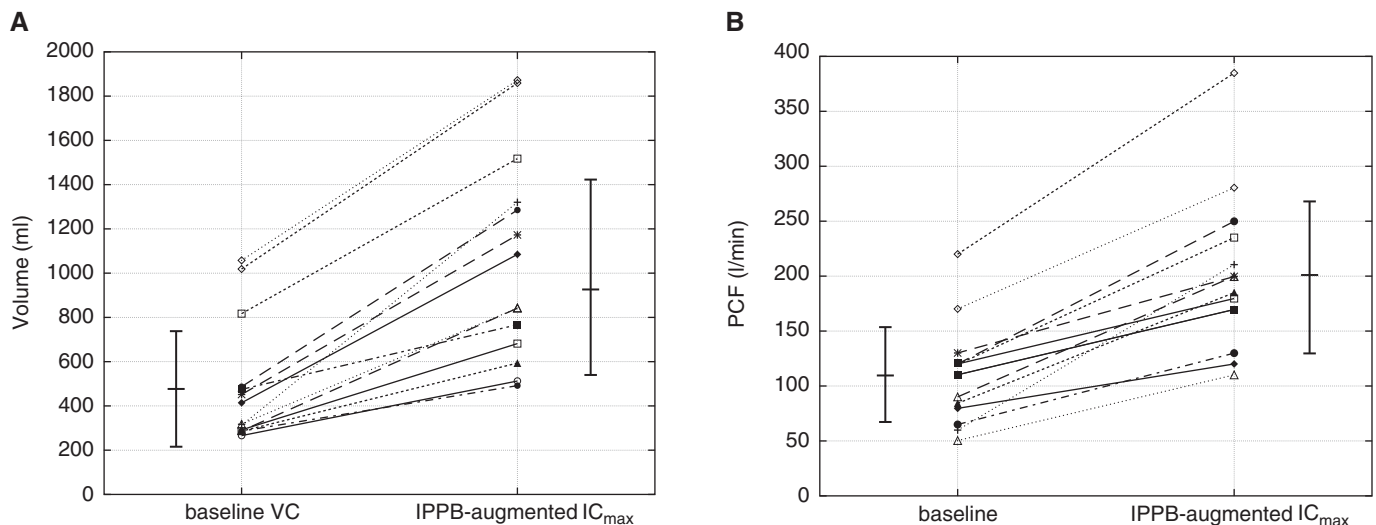 A
2000
1800
1600
1400
1200
1000
800
600
400
200
0
Volume (ml)
baseline VC
IPPB-augmented ICmax
B
400
350
300
250
200
150
100
50
0
PCF (l/min)
baseline
IPPB-augmented ICmax